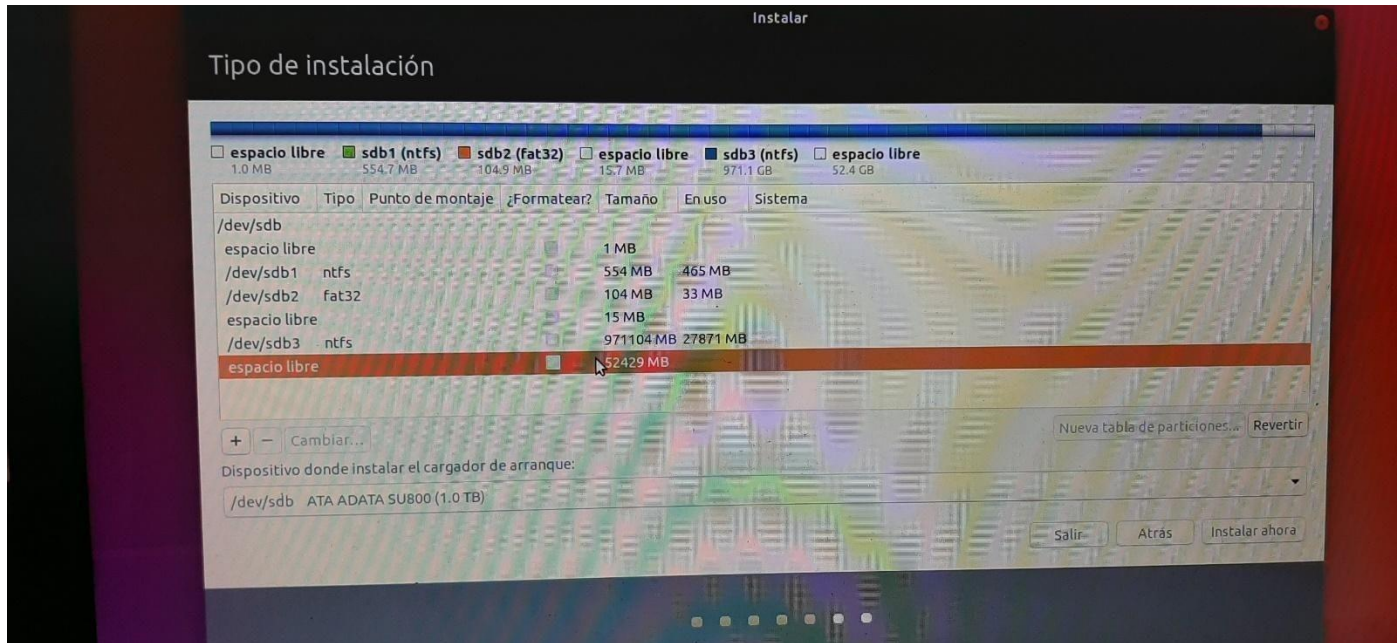 Instalar
Tipo de instalación
espacio libre sdb1 (ntfs) sdb2 (fat32) espacio libre sdb3 (ntfs) espacio libre
1.0 MB 554.7 MB 104.9 MB 15.7 MB 971.1 GB 52.4 GB
Dispositivo Tipo Punto de montaje ¿Formatear? Tamaño En uso Sistema
/dev/sdb
espacio libre 1 MB
/dev/sdb1 ntfs 554 MB 465 MB
/dev/sdb2 fat32 104 MB 33 MB
espacio libre 15 MB
/dev/sdb3 ntfs 971104 MB 27871 MB
espacio libre 52429 MB
+ − Cambiar... Nueva tabla de particiones... Revertir
Dispositivo donde instalar el cargador de arranque:
/dev/sdb ATA ADATA SU800 (1.0 TB)
Salir Atrás Instalar ahora